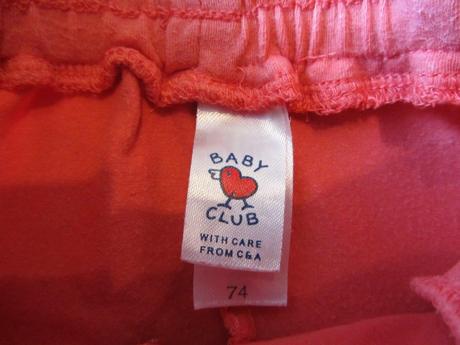 BABY
CLUB
WITH CARE
FROM C&A
74